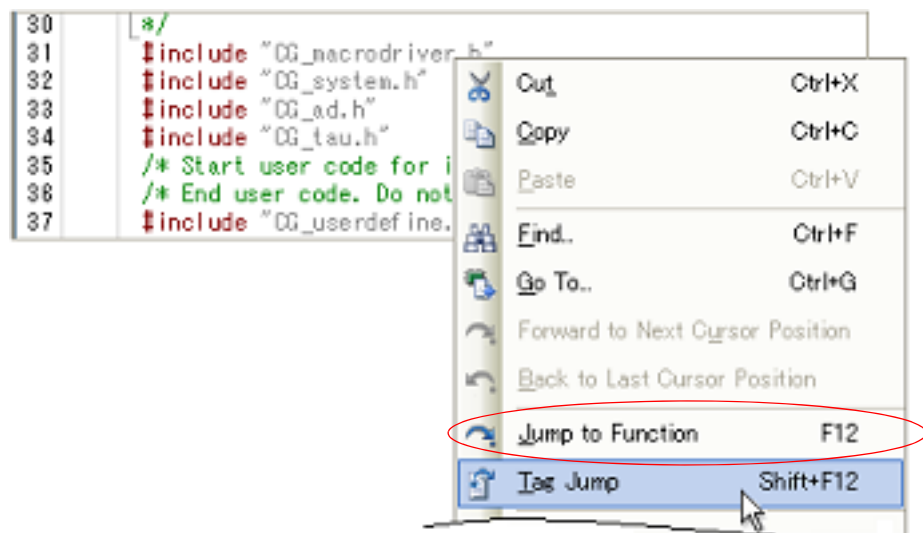 30 */
31 #include "CG_macrodriver.h"
32 #include "CG_system.h"
33 #include "CG_ad.h"
34 #include "CG_tau.h"
35 /* Start user code for i
36 /* End user code. Do not
37 #include "CG_userdefine.
Cut Ctrl+X
Copy Ctrl+C
Paste Ctrl+V
Find.. Ctrl+F
Go To.. Ctrl+G
Forward to Next Cursor Position
Back to Last Cursor Position
Jump to Function F12
Tag Jump Shift+F12